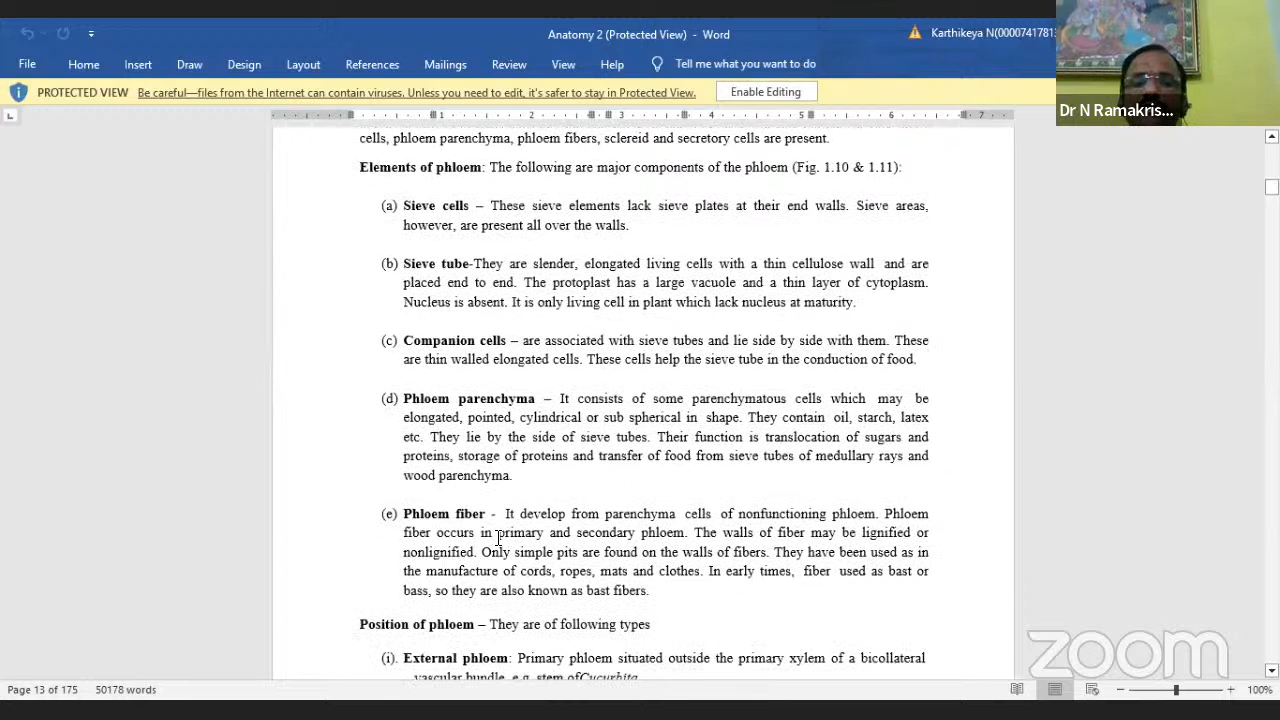 Anatomy 2 (Protected View) - Word
Karthikeya N(0000741781
File Home Insert Draw Design Layout References Mailings Review View Help Tell me what you want to do
PROTECTED VIEW Be careful—files from the Internet can contain viruses. Unless you need to edit, it's safer to stay in Protected View. Enable Editing
Dr N Ramakris...
1 2 3 4 5 6 7
cells, phloem parenchyma, phloem fibers, sclereid and secretory cells are present.
Elements of phloem: The following are major components of the phloem (Fig. 1.10 & 1.11):
(a) Sieve cells – These sieve elements lack sieve plates at their end walls. Sieve areas,
however, are present all over the walls.
(b) Sieve tube-They are slender, elongated living cells with a thin cellulose wall and are
placed end to end. The protoplast has a large vacuole and a thin layer of cytoplasm.
Nucleus is absent. It is only living cell in plant which lack nucleus at maturity.
(c) Companion cells – are associated with sieve tubes and lie side by side with them. These
are thin walled elongated cells. These cells help the sieve tube in the conduction of food.
(d) Phloem parenchyma – It consists of some parenchymatous cells which may be
elongated, pointed, cylindrical or sub spherical in shape. They contain oil, starch, latex
etc. They lie by the side of sieve tubes. Their function is translocation of sugars and
proteins, storage of proteins and transfer of food from sieve tubes of medullary rays and
wood parenchyma.
(e) Phloem fiber - It develop from parenchyma cells of nonfunctioning phloem. Phloem
fiber occurs in primary and secondary phloem. The walls of fiber may be lignified or
nonlignified. Only simple pits are found on the walls of fibers. They have been used as in
the manufacture of cords, ropes, mats and clothes. In early times, fiber used as bast or
bass, so they are also known as bast fibers.
Position of phloem – They are of following types
(i). External phloem: Primary phloem situated outside the primary xylem of a bicollateral
vascular bundle, e.g. stem of Cucurbita
zoom
Page 13 of 175 50178 words
100%